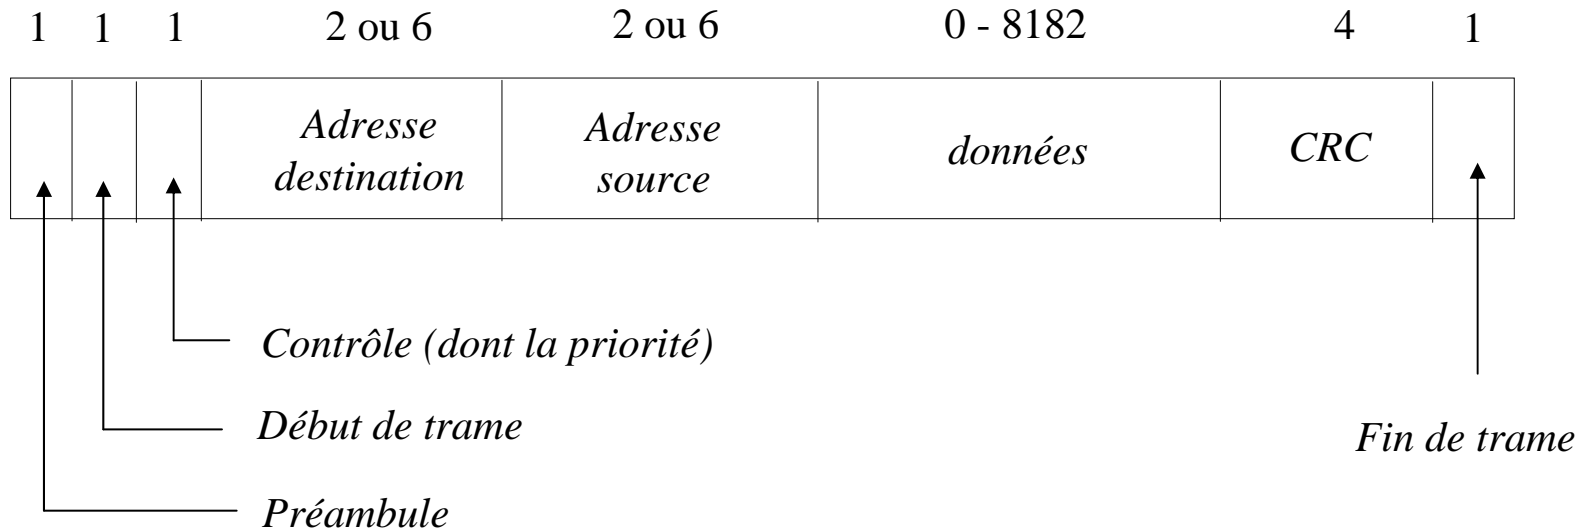 1 1 1 2 ou 6 2 ou 6 0 - 8182 4 1
Adresse
destination
Adresse
source
données
CRC
Contrôle (dont la priorité)
Début de trame
Fin de trame
Préambule